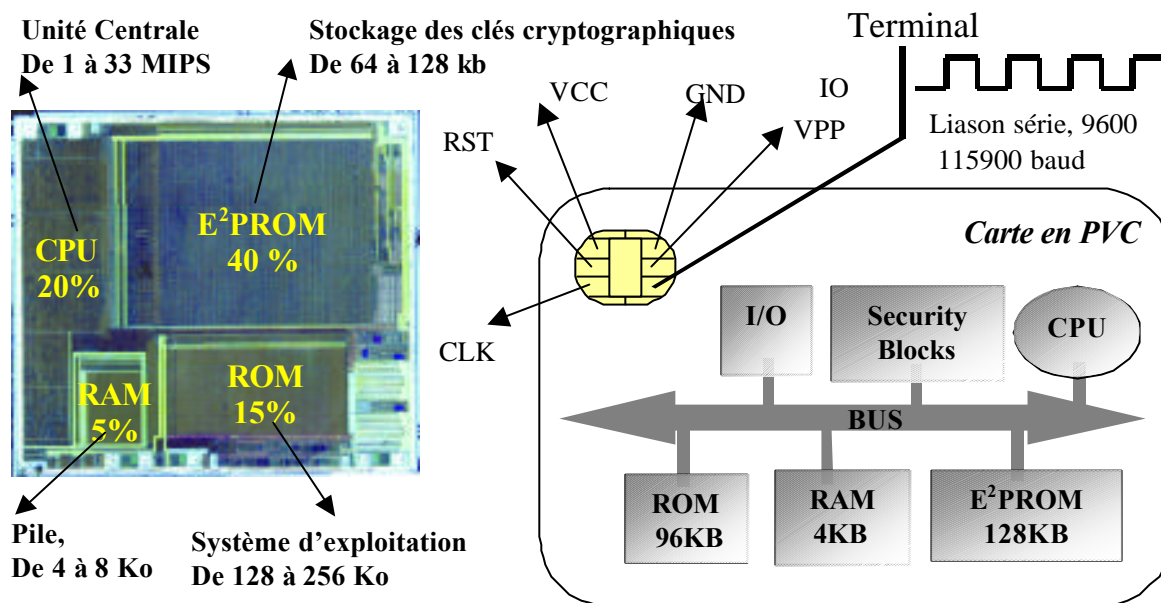 Unité Centrale
De 1 à 33 MIPS
Stockage des clés cryptographiques
De 64 à 128 kb
Terminal
VCC
GND
IO
VPP
RST
CLK
Liason série, 9600
115900 baud
CPU
20%
E²PROM
40 %
RAM
5%
ROM
15%
Pile,
De 4 à 8 Ko
Système d’exploitation
De 128 à 256 Ko
Carte en PVC
I/O
Security
Blocks
CPU
BUS
ROM
96KB
RAM
4KB
E²PROM
128KB